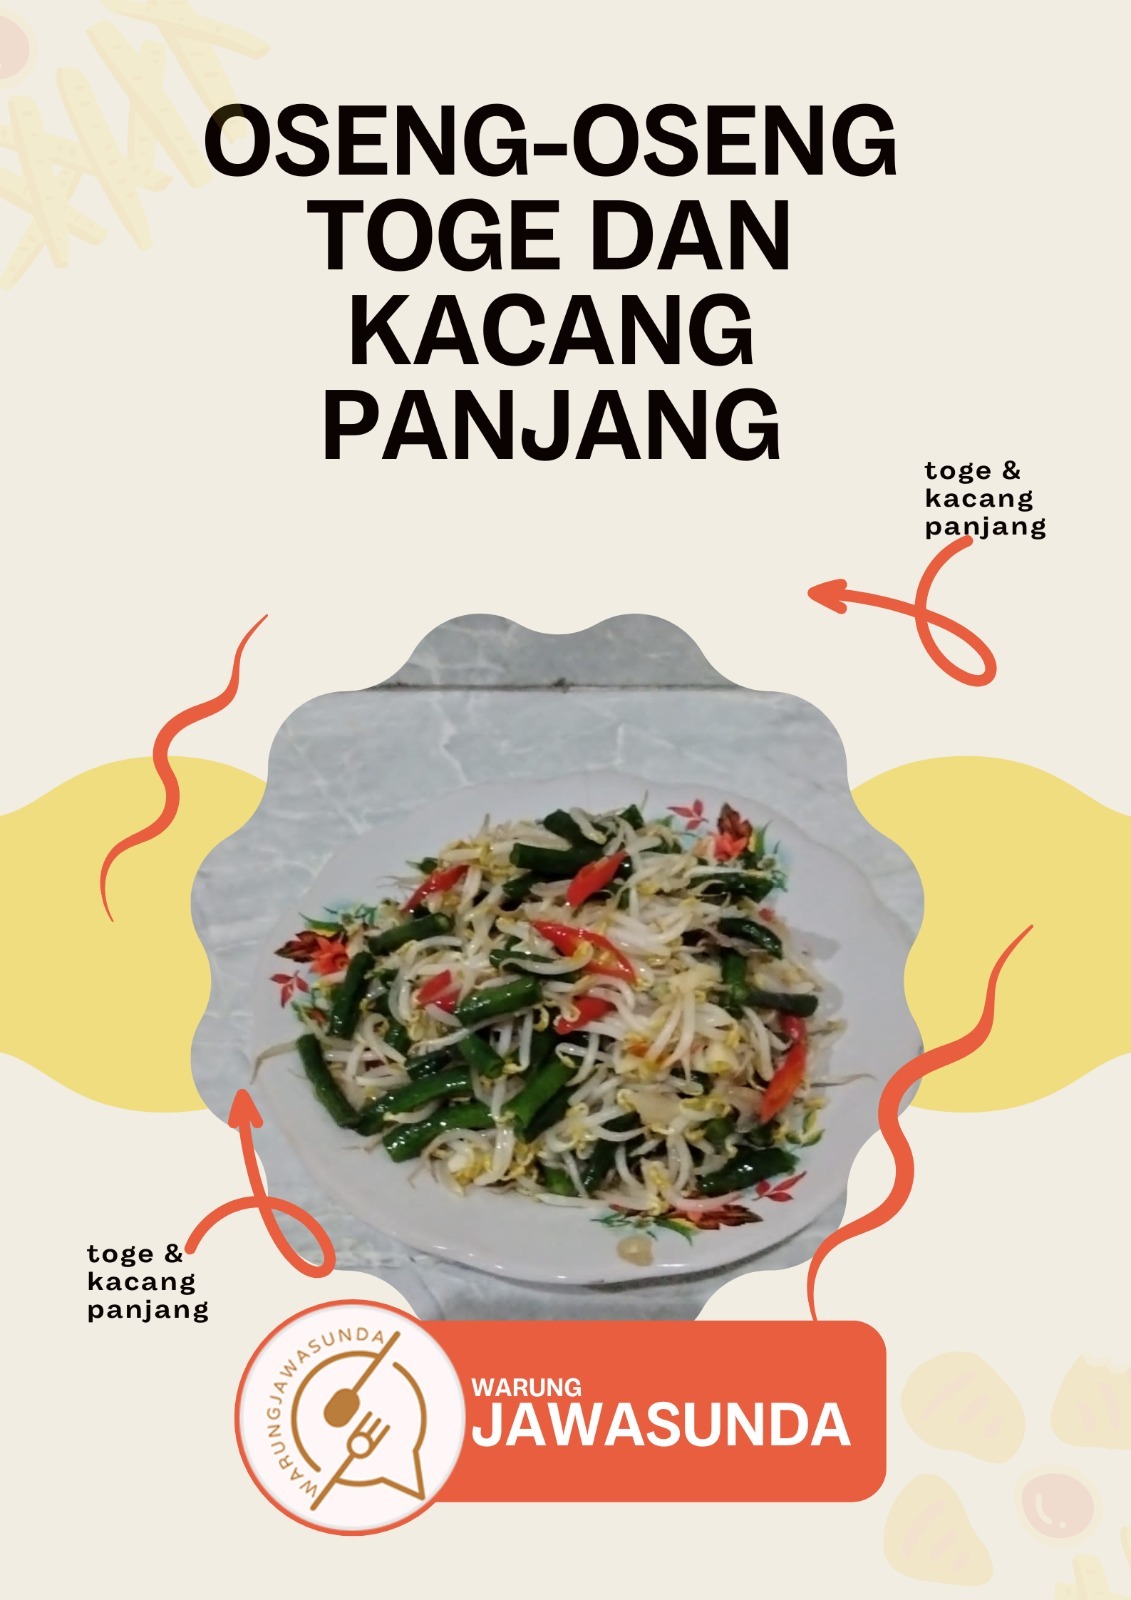 OSENG-OSENG
TOGE DAN
KACANG
PANJANG
toge &
kacang
panjang
toge &
kacang
panjang
WARUNGJAWASUNDA
WARUNG
JAWASUNDA